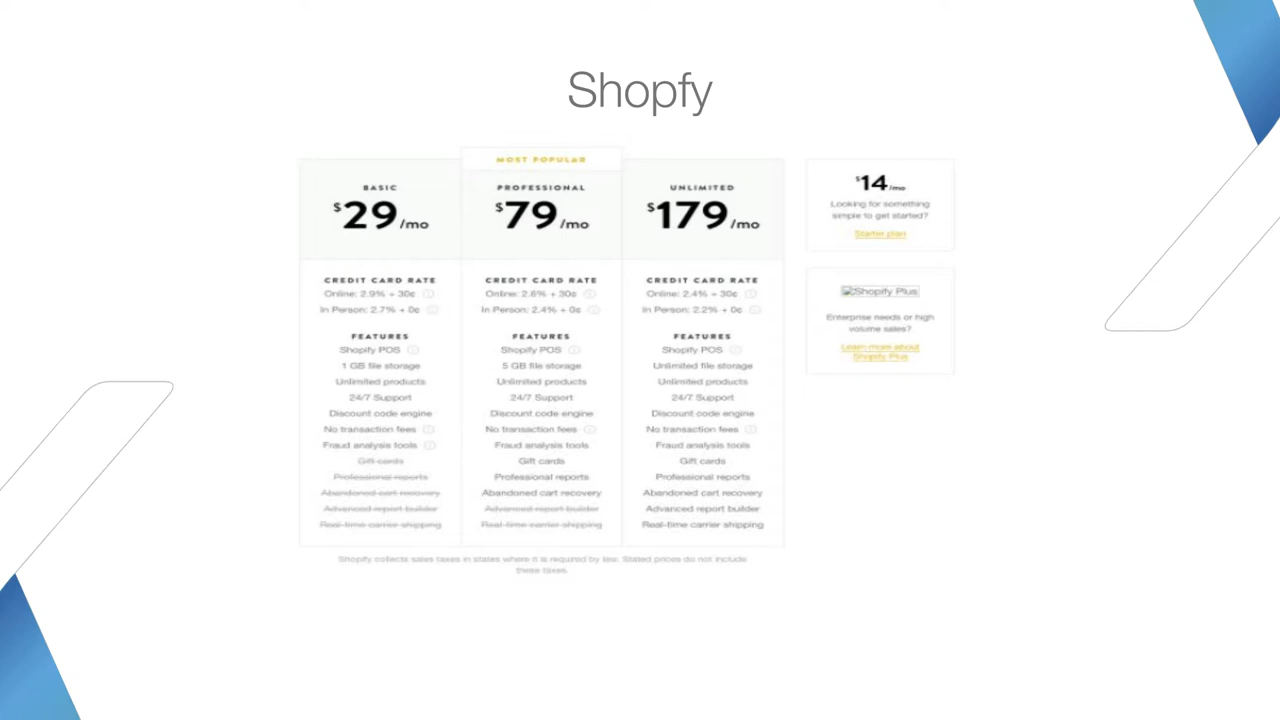 Shopfy
MOST POPULAR
BASIC
$29/mo
CREDIT CARD RATE
Online: 2.9% + 30¢
In Person: 2.7% + 0¢
FEATURES
Shopify POS
1 GB file storage
Unlimited products
24/7 Support
Discount code engine
No transaction fees
Fraud analysis tools
Gift cards
Professional reports
Abandoned cart recovery
Advanced report builder
Real-time carrier shipping
PROFESSIONAL
$79/mo
CREDIT CARD RATE
Online: 2.6% + 30¢
In Person: 2.4% + 0¢
FEATURES
Shopify POS
5 GB file storage
Unlimited products
24/7 Support
Discount code engine
No transaction fees
Fraud analysis tools
Gift cards
Professional reports
Abandoned cart recovery
Advanced report builder
Real-time carrier shipping
UNLIMITED
$179/mo
CREDIT CARD RATE
Online: 2.4% + 30¢
In Person: 2.2% + 0¢
FEATURES
Shopify POS
Unlimited file storage
Unlimited products
24/7 Support
Discount code engine
No transaction fees
Fraud analysis tools
Gift cards
Professional reports
Abandoned cart recovery
Advanced report builder
Real-time carrier shipping
$14/mo
Looking for something
simple to get started?
Starter plan
Shopify Plus
Enterprise needs or high
volume sales?
Learn more about
Shopify Plus
Shopify collects sales taxes in states where it is required by law. Stated prices do not include
these taxes.